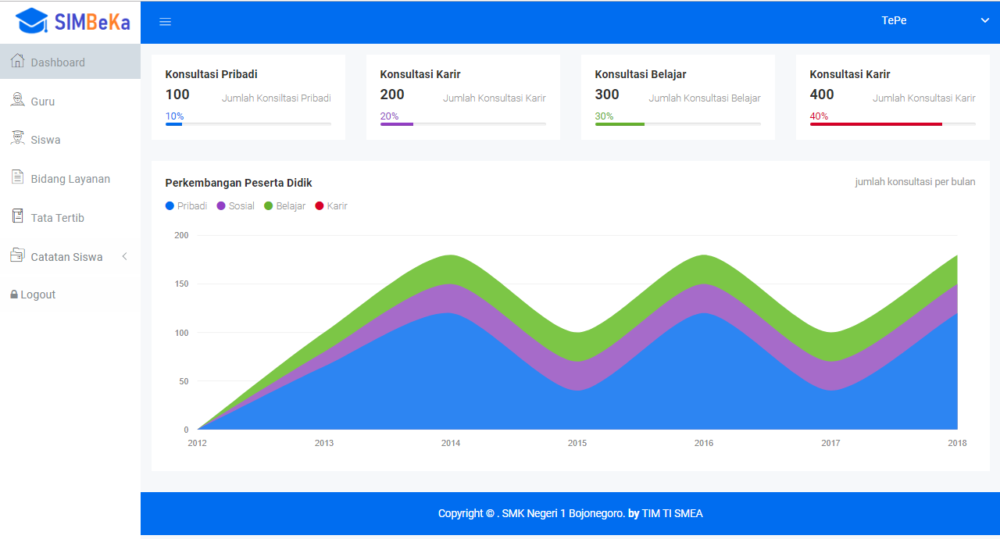 SIMBeKa
TePe
Dashboard
Guru
Siswa
Bidang Layanan
Tata Tertib
Catatan Siswa
Logout
Konsultasi Pribadi
100 Jumlah Konsiltasi Pribadi
10%
Konsultasi Karir
200 Jumlah Konsultasi Karir
20%
Konsultasi Belajar
300 Jumlah Konsultasi Belajar
30%
Konsultasi Karir
400 Jumlah Konsultasi Karir
40%
Perkembangan Peserta Didik
jumlah konsultasi per bulan
Pribadi Sosial Belajar Karir
200
150
100
50
0
2012 2013 2014 2015 2016 2017 2018
Copyright © . SMK Negeri 1 Bojonegoro. by TIM TI SMEA